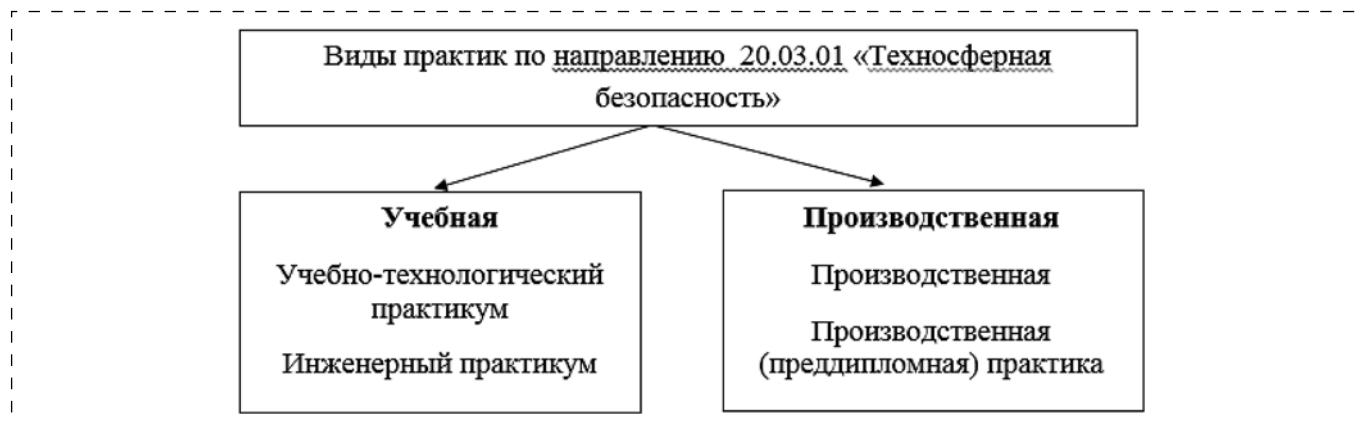 Виды практик по направлению 20.03.01 «Техносферная
безопасность»
Учебная
Учебно-технологический
практикум
Инженерный практикум
Производственная
Производственная
Производственная
(преддипломная) практика